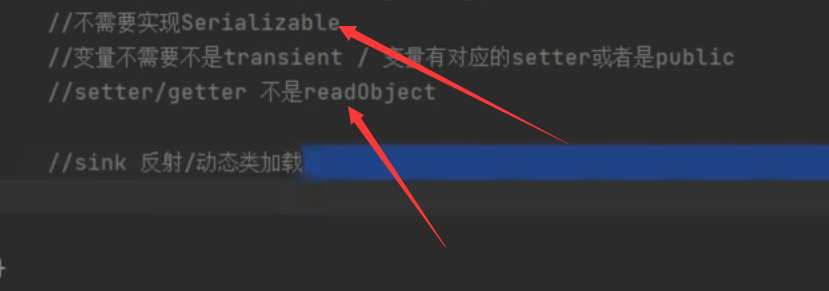 //不需要实现Serializable
//变量不需要不是transient / 变量有对应的setter或者是public
//setter/getter 不是readObject
//sink 反射/动态类加载
}